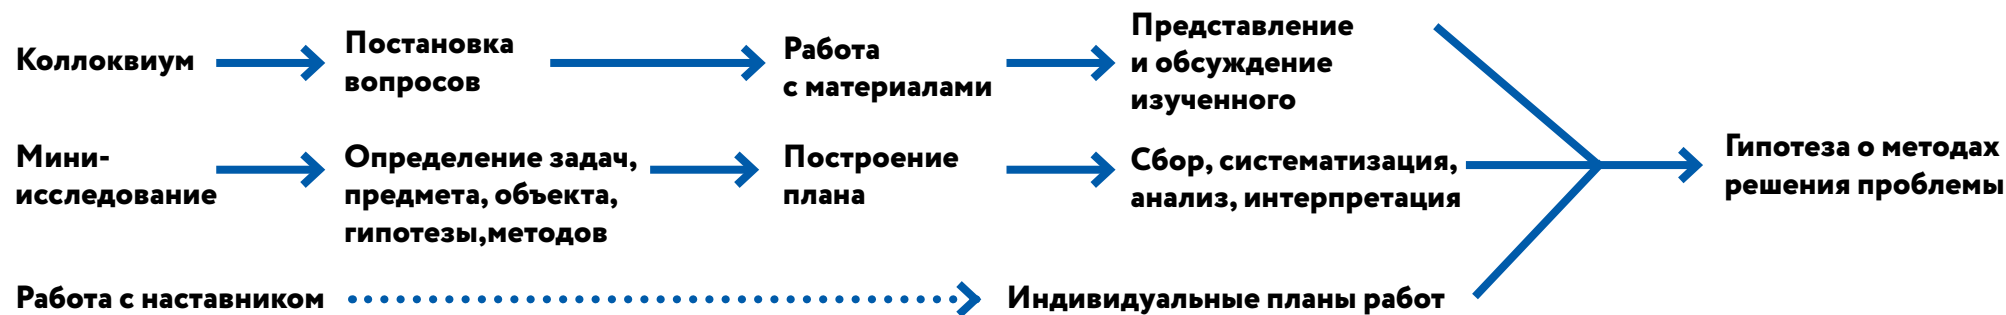 Коллоквиум
Постановка
вопросов
Работа
с материалами
Представление
и обсуждение
изученного
Мини-
исследование
Определение задач,
предмета, объекта,
гипотезы,методов
Построение
плана
Сбор, систематизация,
анализ, интерпретация
Гипотеза о методах
решения проблемы
Работа с наставником
Индивидуальные планы работ